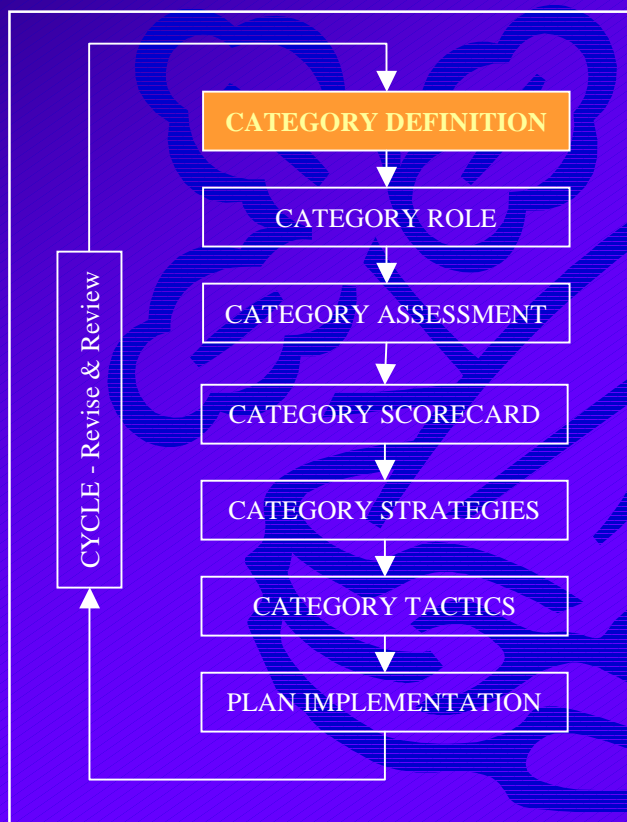 CATEGORY DEFINITION
CATEGORY ROLE
CATEGORY ASSESSMENT
CATEGORY SCORECARD
CATEGORY STRATEGIES
CATEGORY TACTICS
PLAN IMPLEMENTATION
CYCLE - Revise & Review